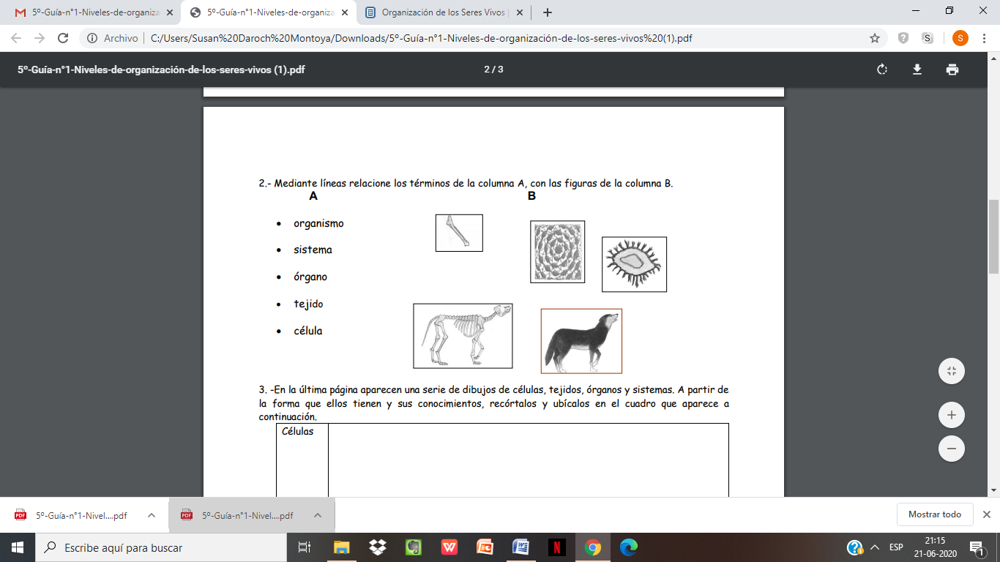 5º-Guía-n°1-Niveles-de-organiza
5º-Guía-n°1-Niveles-de-organiza
Organización de los Seres Vivos
Archivo
C:/Users/Susan%20Daroch%20Montoya/Downloads/5º-Guía-n°1-Niveles-de-organización-de-los-seres-vivos%20(1).pdf
S
S
5º-Guía-n°1-Niveles-de-organización-de-los-seres-vivos (1).pdf
2 / 3
2.- Mediante líneas relacione los términos de la columna A, con las figuras de la columna B.
A B
• organismo
• sistema
• órgano
• tejido
• célula
3. -En la última página aparecen una serie de dibujos de células, tejidos, órganos y sistemas. A partir de
la forma que ellos tienen y sus conocimientos, recórtalos y ubícalos en el cuadro que aparece a
continuación.
Células
PDF 5º-Guía-n°1-Nivel....pdf
PDF 5º-Guía-n°1-Nivel....pdf
Mostrar todo
Escribe aquí para buscar
ESP
21:15
21-06-2020
1